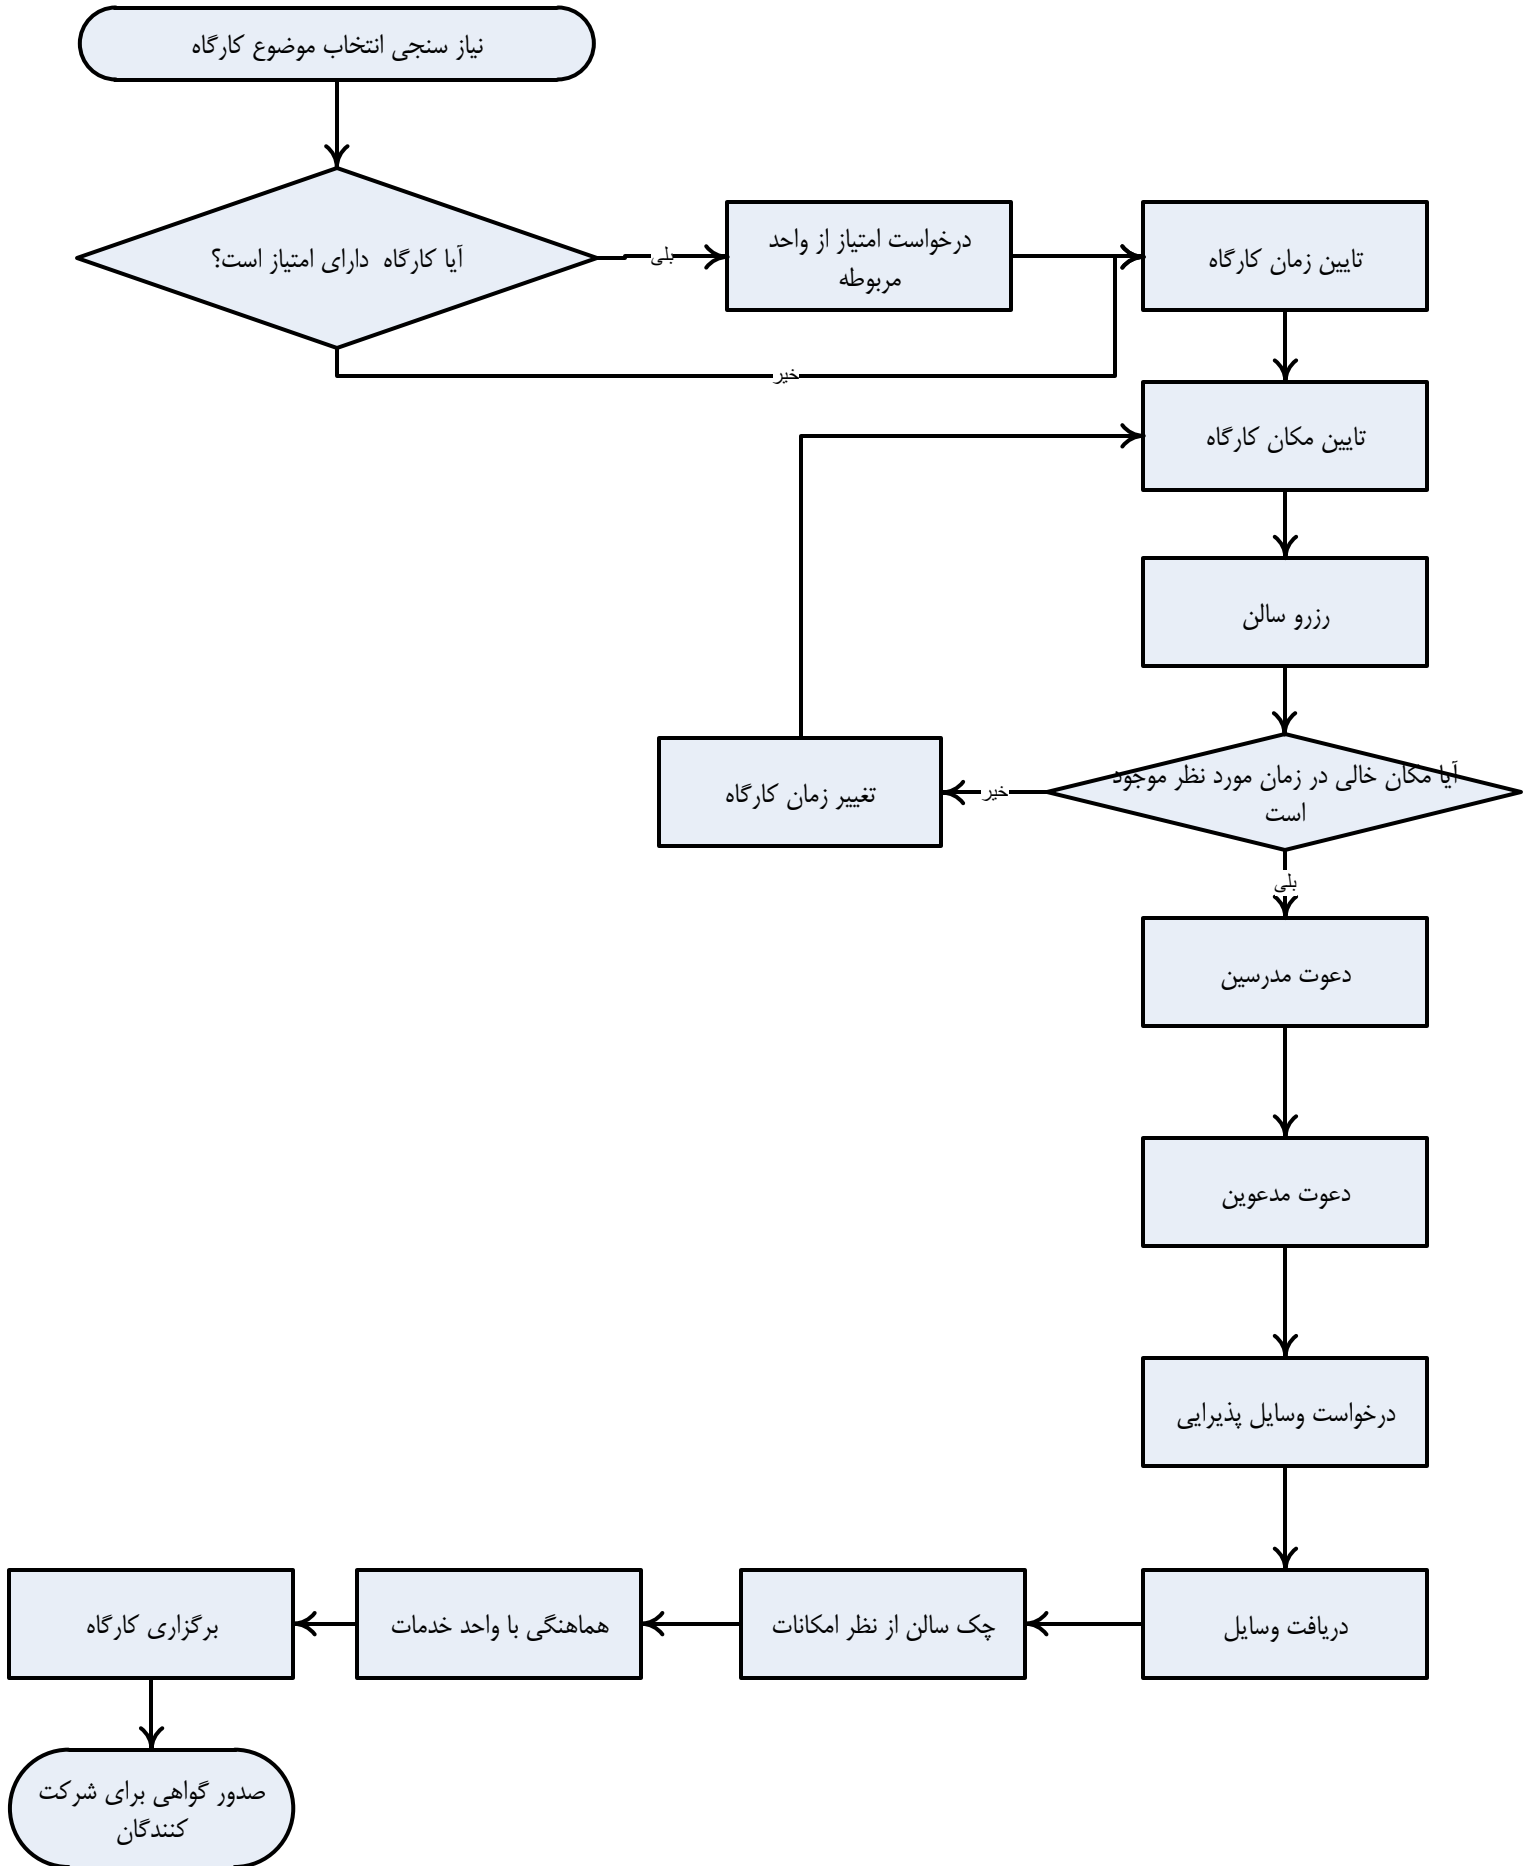 نیاز سنجی انتخاب موضوع کارگاه
آیا کارگاه دارای امتیاز است؟
بلی
درخواست امتیاز از واحد
مربوطه
تایین زمان کارگاه
خیر
تایین مکان کارگاه
رزرو سالن
آیا مکان خالی در زمان مورد نظر موجود
است
خیر
تغییر زمان کارگاه
بلی
دعوت مدرسین
دعوت مدعوین
درخواست وسایل پذیرایی
دریافت وسایل
چک سالن از نظر امکانات
هماهنگی با واحد خدمات
برگزاری کارگاه
صدور گواهی برای شرکت
کنندگان